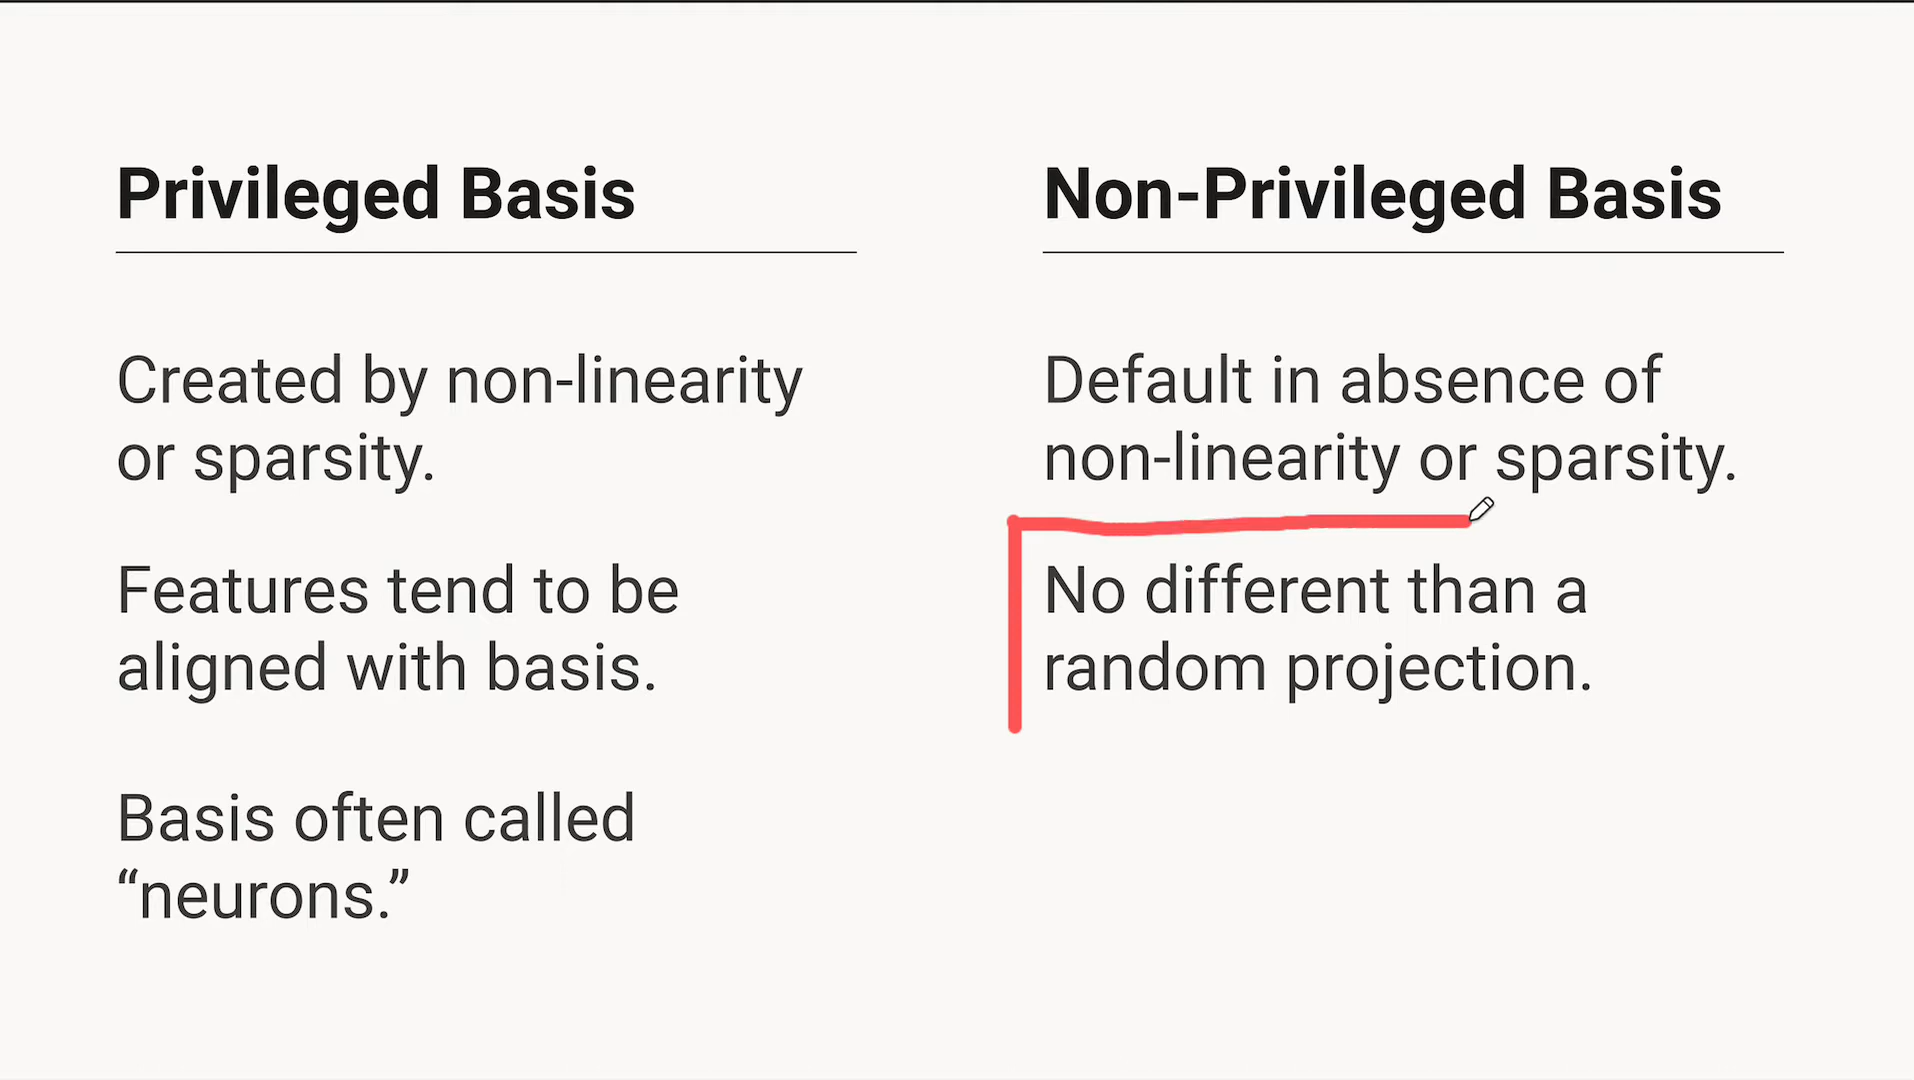 Privileged Basis
Created by non-linearity
or sparsity.
Features tend to be
aligned with basis.
Basis often called
“neurons.”
Non-Privileged Basis
Default in absence of
non-linearity or sparsity.
No different than a
random projection.